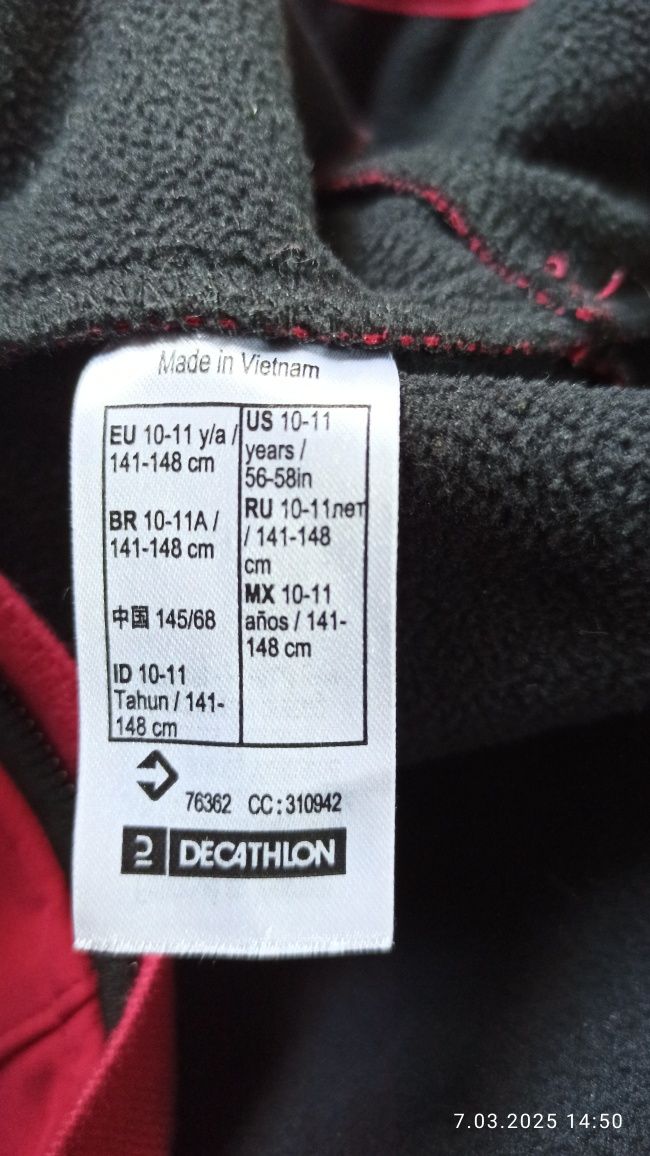 Made in Vietnam
EU 10-11 y/a /
141-148 cm
BR 10-11A /
141-148 cm
中国 145/68
ID 10-11
Tahun / 141-
148 cm
US 10-11
years /
56-58in
RU 10-11лет
/ 141-148
cm
MX 10-11
años / 141-
148 cm
76362 CC:310942
DECATHLON
7.03.2025 14:50